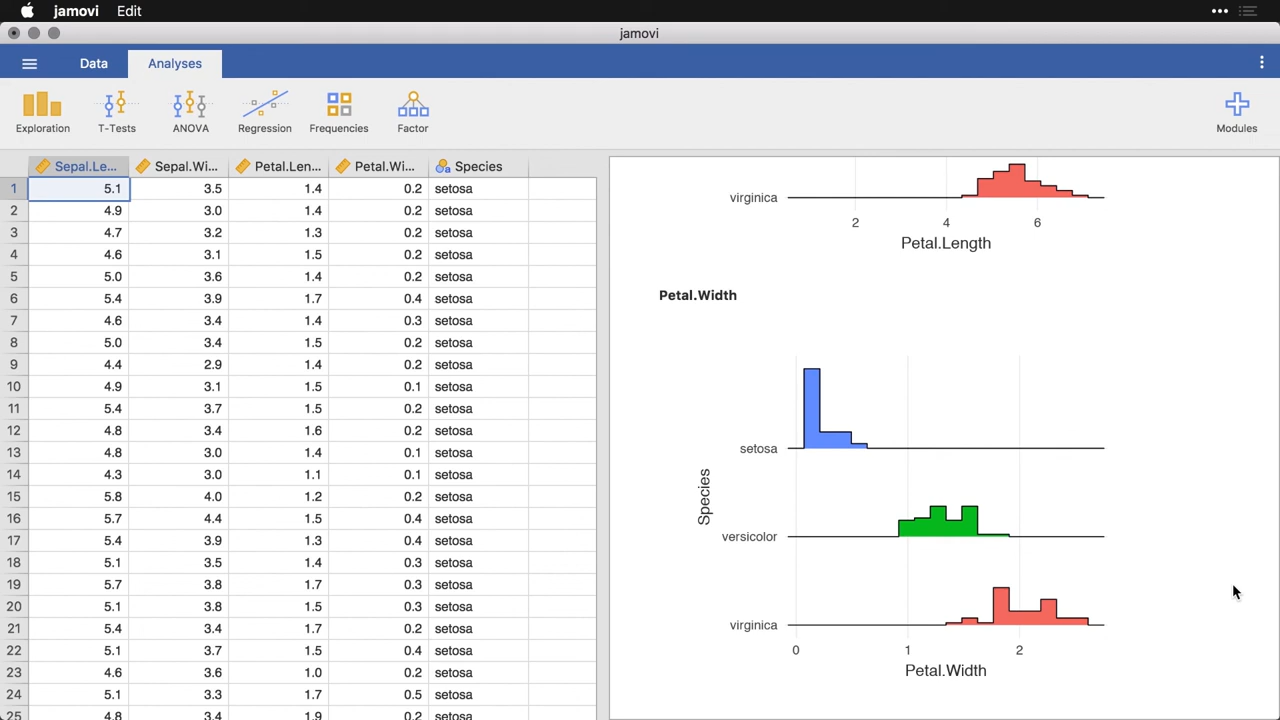 jamovi Edit
jamovi
Data Analyses
Exploration T-Tests ANOVA Regression Frequencies Factor Modules
Sepal.Le... Sepal.Wi... Petal.Len... Petal.Wi... Species
1 5.1 3.5 1.4 0.2 setosa
2 4.9 3.0 1.4 0.2 setosa
3 4.7 3.2 1.3 0.2 setosa
4 4.6 3.1 1.5 0.2 setosa
5 5.0 3.6 1.4 0.2 setosa
6 5.4 3.9 1.7 0.4 setosa
7 4.6 3.4 1.4 0.3 setosa
8 5.0 3.4 1.5 0.2 setosa
9 4.4 2.9 1.4 0.2 setosa
10 4.9 3.1 1.5 0.1 setosa
11 5.4 3.7 1.5 0.2 setosa
12 4.8 3.4 1.6 0.2 setosa
13 4.8 3.0 1.4 0.1 setosa
14 4.3 3.0 1.1 0.1 setosa
15 5.8 4.0 1.2 0.2 setosa
16 5.7 4.4 1.5 0.4 setosa
17 5.4 3.9 1.3 0.4 setosa
18 5.1 3.5 1.4 0.3 setosa
19 5.7 3.8 1.7 0.3 setosa
20 5.1 3.8 1.5 0.3 setosa
21 5.4 3.4 1.7 0.2 setosa
22 5.1 3.7 1.5 0.4 setosa
23 4.6 3.6 1.0 0.2 setosa
24 5.1 3.3 1.7 0.5 setosa
25 4.8 3.4 1.9 0.2 setosa
virginica
2 4 6
Petal.Length
Petal.Width
setosa
Species
versicolor
virginica
0 1 2
Petal.Width